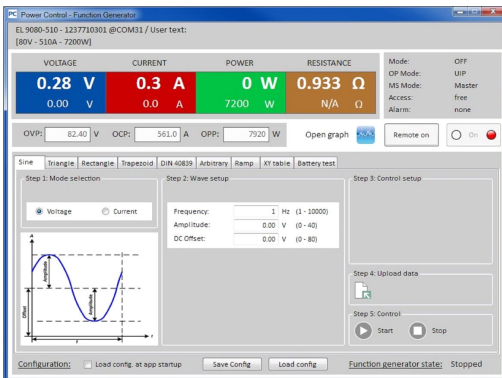 Power Control - Function Generator
EL 9080-510 - 1237710301 @COM31 / User text:
[80V - 510A - 7200W]
VOLTAGE CURRENT POWER RESISTANCE
0.28 V 0.3 A 0 W 0.933 Ω
0.00 V 0.0 A 7200 W N/A Ω
Mode: OFF
OP Mode: UIP
MS Mode: Master
Access: free
Alarm: none
OVP: 82.40 V OCP: 561.0 A OPP: 7920 W Open graph Remote on On
Sine Triangle Rectangle Trapezoid DIN 40839 Arbitrary Ramp XY table Battery test
Step 1: Mode selection
Voltage Current
Step 2: Wave setup
Frequency: 1 Hz (1 - 10000)
Amplitude: 0.00 V (0 - 40)
DC Offset: 0.00 V (0 - 80)
Step 3: Control setup
A
Amplitude
Amplitude
Offset
f
t
Step 4: Upload data
Step 5: Control
Start Stop
Configuration: Load config. at app startup Save Config Load config Function generator state: Stopped